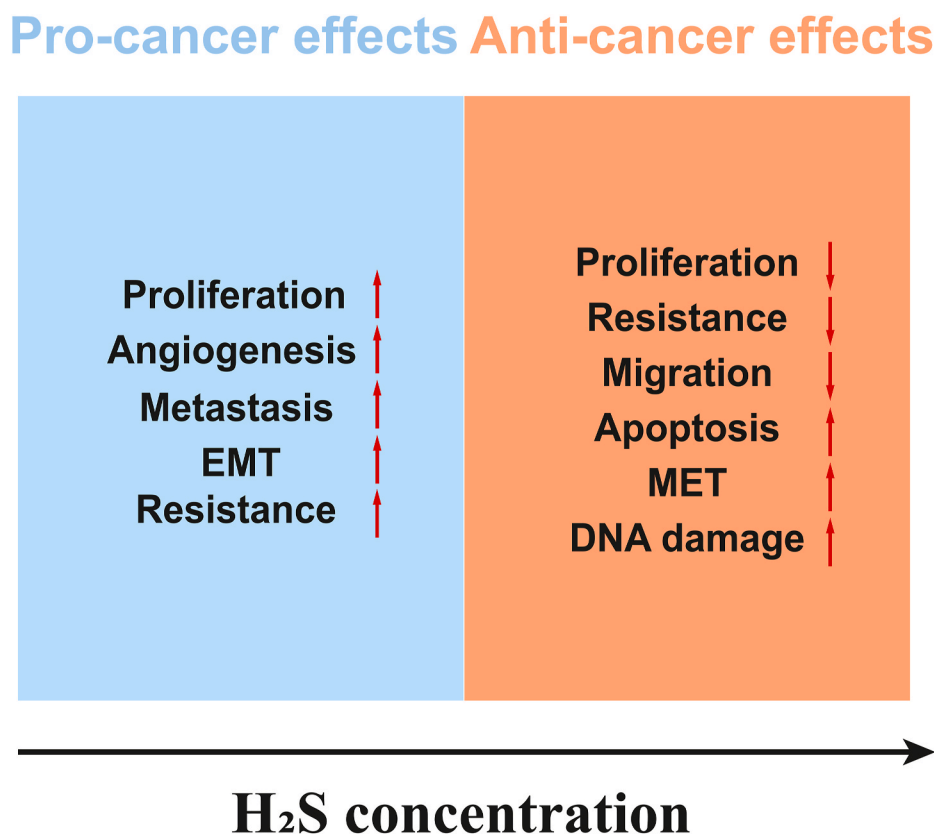 Pro-cancer effects Anti-cancer effects
Proliferation
Angiogenesis
Metastasis
EMT
Resistance
Proliferation
Resistance
Migration
Apoptosis
MET
DNA damage
H₂S concentration